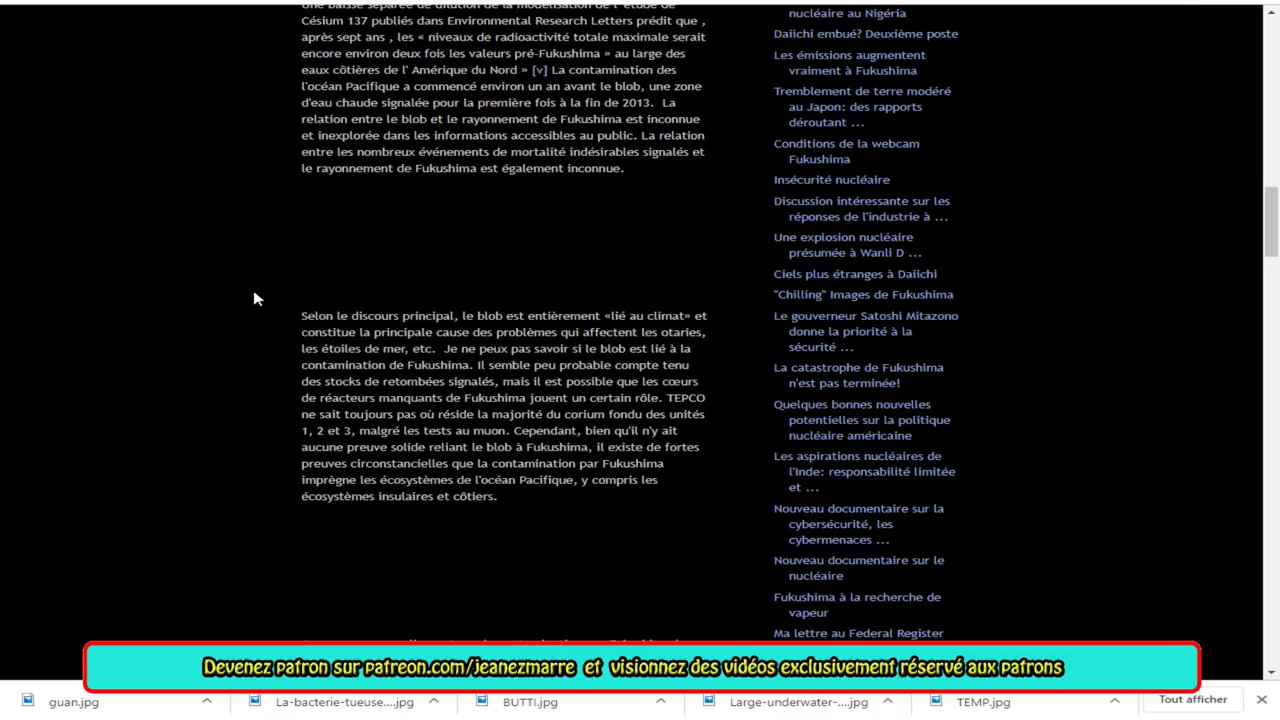 Une baisse séparée de dilution de la modélisation de l' étude de
Césium 137 publiés dans Environmental Research Letters prédit que ,
après sept ans , les « niveaux de radioactivité totale maximale serait
encore environ deux fois les valeurs pré-Fukushima » au large des
eaux côtières de l' Amérique du Nord » [v] La contamination des
l'océan Pacifique a commencé environ un an avant le blob, une zone
d'eau chaude signalée pour la première fois à la fin de 2013.  La
relation entre le blob et le rayonnement de Fukushima est inconnue
et inexplorée dans les informations accessibles au public. La relation
entre les nombreux événements de mortalité indésirables signalés et
le rayonnement de Fukushima est également inconnue.
Selon le discours principal, le blob est entièrement «lié au climat» et
constitue la principale cause des problèmes qui affectent les otaries,
les étoiles de mer, etc.  Je ne peux pas savoir si le blob est lié à la
contamination de Fukushima. Il semble peu probable compte tenu
des stocks de retombées signalés, mais il est possible que les cœurs
de réacteurs manquants de Fukushima jouent un certain rôle. TEPCO
ne sait toujours pas où réside la majorité du corium fondu des unités
1, 2 et 3, malgré les tests au muon. Cependant, bien qu'il n'y ait
aucune preuve solide reliant le blob à Fukushima, il existe de fortes
preuves circonstancielles que la contamination par Fukushima
imprègne les écosystèmes de l'océan Pacifique, y compris les
écosystèmes insulaires et côtiers.
nucléaire au Nigéria
Daiichi embué? Deuxième poste
Les émissions augmentent
vraiment à Fukushima
Tremblement de terre modéré
au Japon: des rapports
déroutant ...
Conditions de la webcam
Fukushima
Insécurité nucléaire
Discussion intéressante sur les
réponses de l'industrie à ...
Une explosion nucléaire
présumée à Wanli D ...
Ciels plus étranges à Daiichi
"Chilling" Images de Fukushima
Le gouverneur Satoshi Mitazono
donne la priorité à la
sécurité ...
La catastrophe de Fukushima
n'est pas terminée!
Quelques bonnes nouvelles
potentielles sur la politique
nucléaire américaine
Les aspirations nucléaires de
l'Inde: responsabilité limitée
et ...
Nouveau documentaire sur la
cybersécurité, les
cybermenaces ...
Nouveau documentaire sur le
nucléaire
Fukushima à la recherche de
vapeur
Ma lettre au Federal Register
Devenez patron sur patreon.com/jeanezmarre et visionnez des vidéos exclusivement réservé aux patrons
guan.jpg
La-bacterie-tueuse....jpg
BUTTI.jpg
Large-underwater-....jpg
TEMP.jpg
Tout afficher